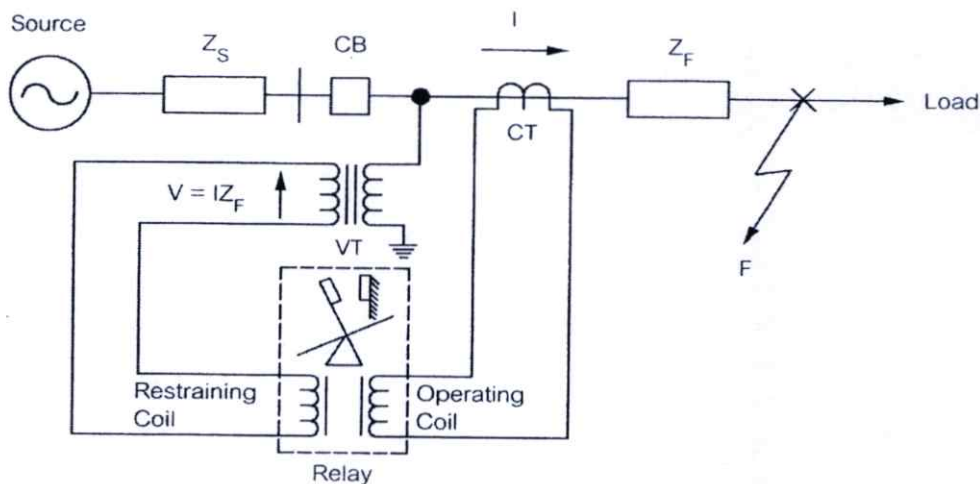 Source
Z_S
CB
I
Z_F
Load
CT
V = IZ_F
VT
F
Restraining
Coil
Operating
Coil
Relay